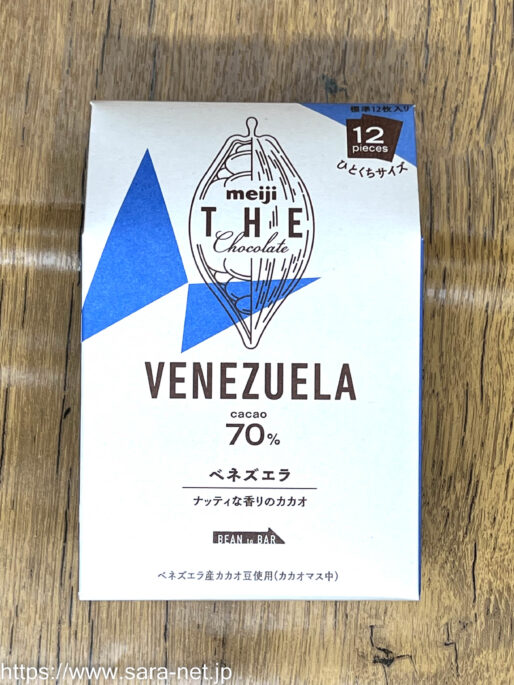 標準12枚入り
12
pieces
ひとくちサイズ
meiji
THE
Chocolate
VENEZUELA
cacao
70%
ベネズエラ
ナッティな香りのカカオ
BEAN to BAR
ベネズエラ産カカオ豆使用(カカオマス中)
https://www.sara-net.jp